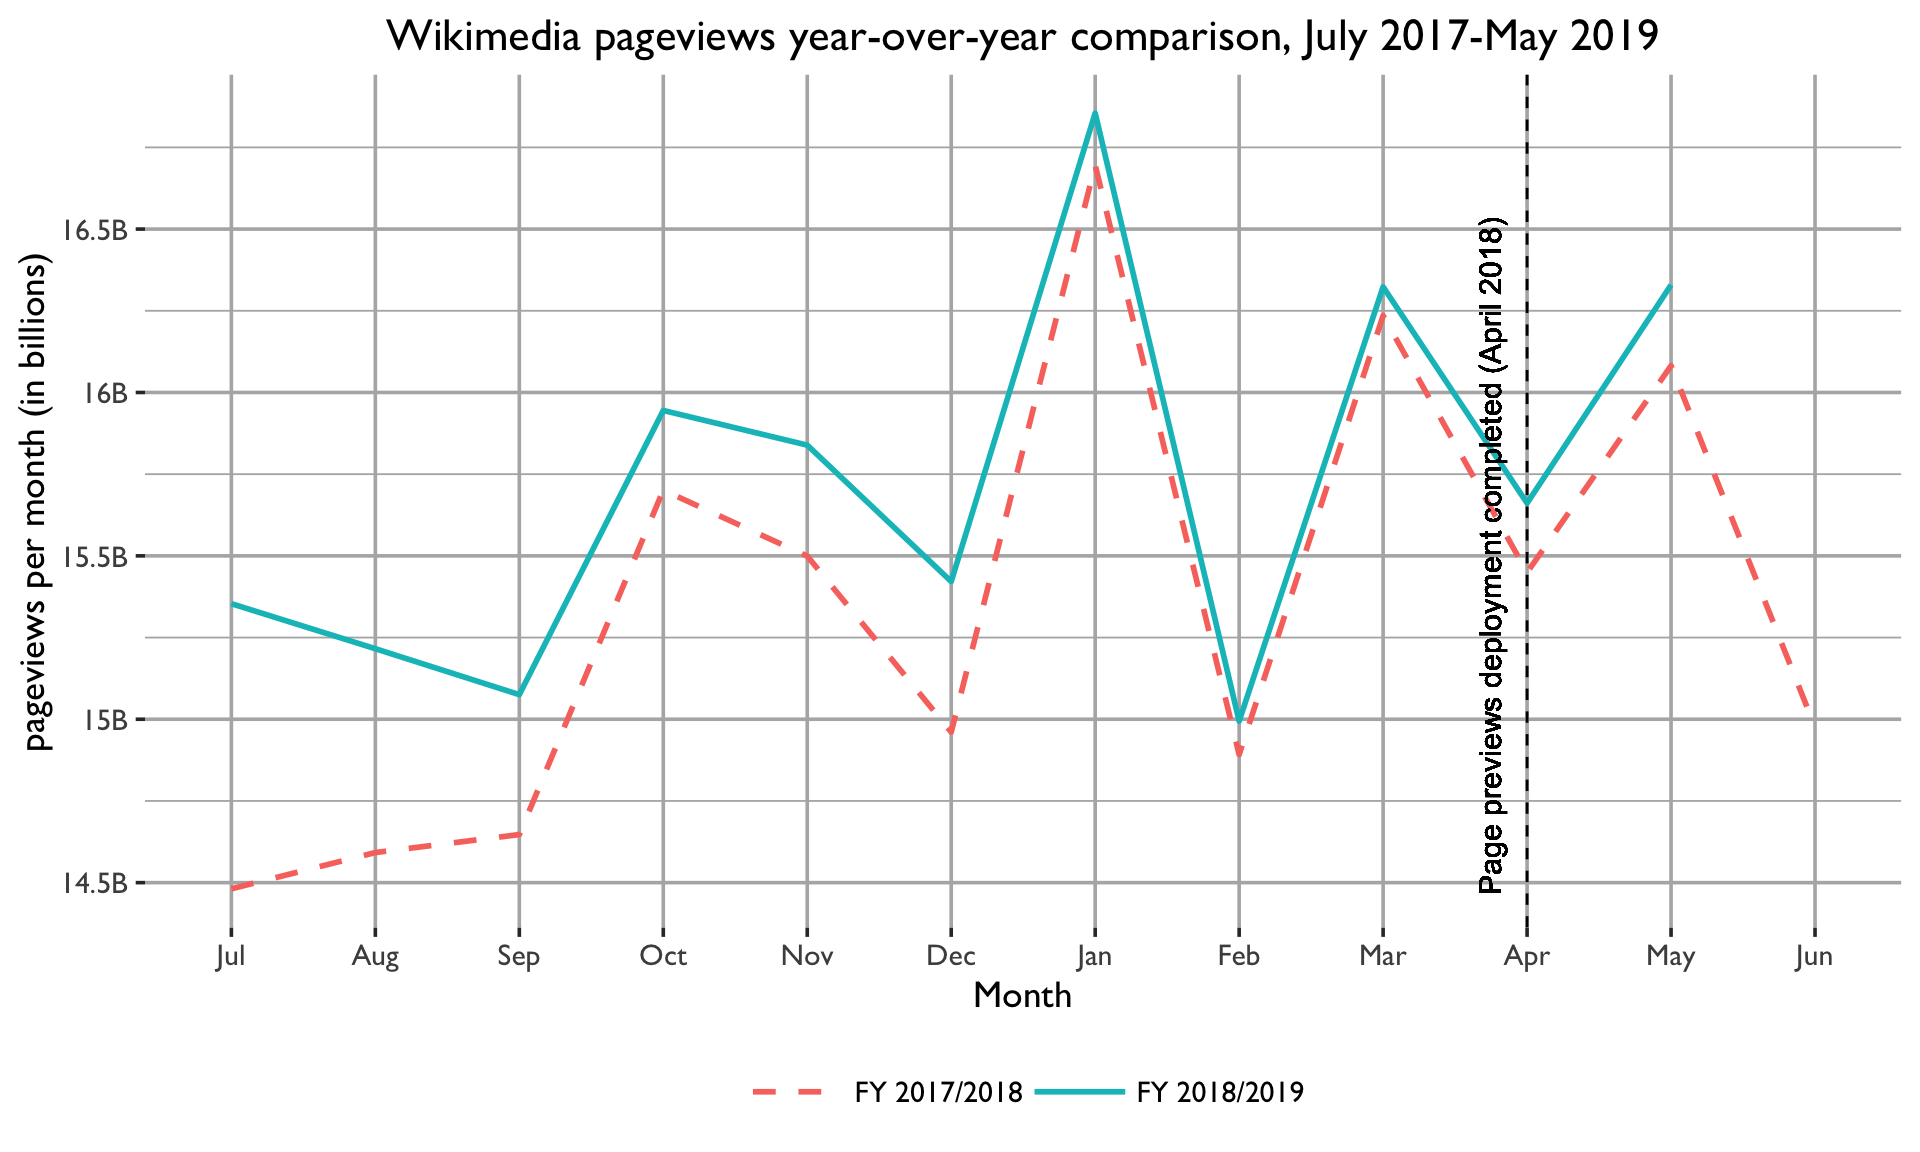 Wikimedia pageviews year-over-year comparison, July 2017-May 2019
pageviews per month (in billions)
16.5B
16B
15.5B
15B
14.5B
Page previews deployment completed (April 2018)
Jul Aug Sep Oct Nov Dec Jan Feb Mar Apr May Jun
Month
FY 2017/2018 FY 2018/2019